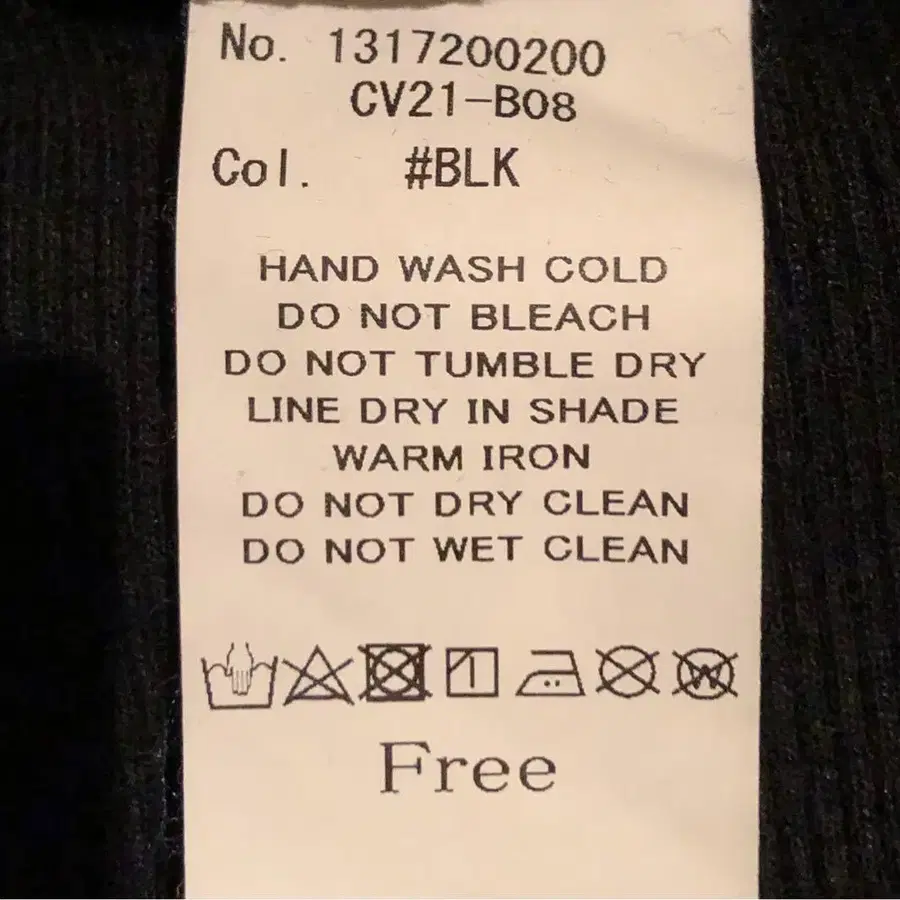 No. 1317200200
CV21-B08
Col. #BLK
HAND WASH COLD
DO NOT BLEACH
DO NOT TUMBLE DRY
LINE DRY IN SHADE
WARM IRON
DO NOT DRY CLEAN
DO NOT WET CLEAN
W
Free